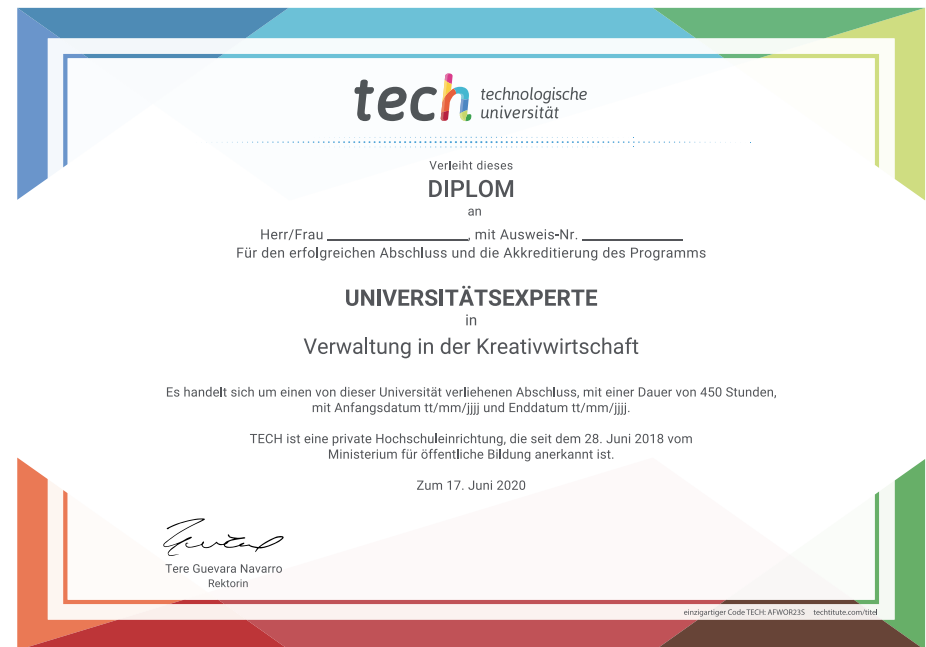 tech technologische
universität
Verleiht dieses
DIPLOM
an
Herr/Frau ____________, mit Ausweis-Nr. ____________
Für den erfolgreichen Abschluss und die Akkreditierung des Programms
UNIVERSITÄTSEXPERTE
in
Verwaltung in der Kreativwirtschaft
Es handelt sich um einen von dieser Universität verliehenen Abschluss, mit einer Dauer von 450 Stunden,
mit Anfangsdatum tt/mm/jjjj und Enddatum tt/mm/jjjj.
TECH ist eine private Hochschuleinrichtung, die seit dem 28. Juni 2018 vom
Ministerium für öffentliche Bildung anerkannt ist.
Zum 17. Juni 2020
Tere Guevara Navarro
Rektorin
einzigartiger Code TECH: AFWOR23S techtitute.com/titel